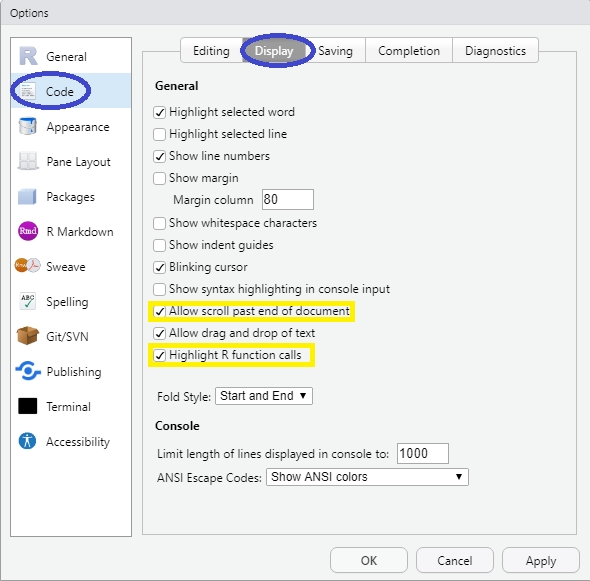 Options
General
Code
Appearance
Pane Layout
Packages
Rmd R Markdown
Sweave
ABC Spelling
Git/SVN
Publishing
Terminal
Accessibility
Editing Display Saving Completion Diagnostics
General
Highlight selected word
Highlight selected line
Show line numbers
Show margin
Margin column 80
Show whitespace characters
Show indent guides
Blinking cursor
Show syntax highlighting in console input
Allow scroll past end of document
Allow drag and drop of text
Highlight R function calls
Fold Style: Start and End
Console
Limit length of lines displayed in console to: 1000
ANSI Escape Codes: Show ANSI colors
OK Cancel Apply